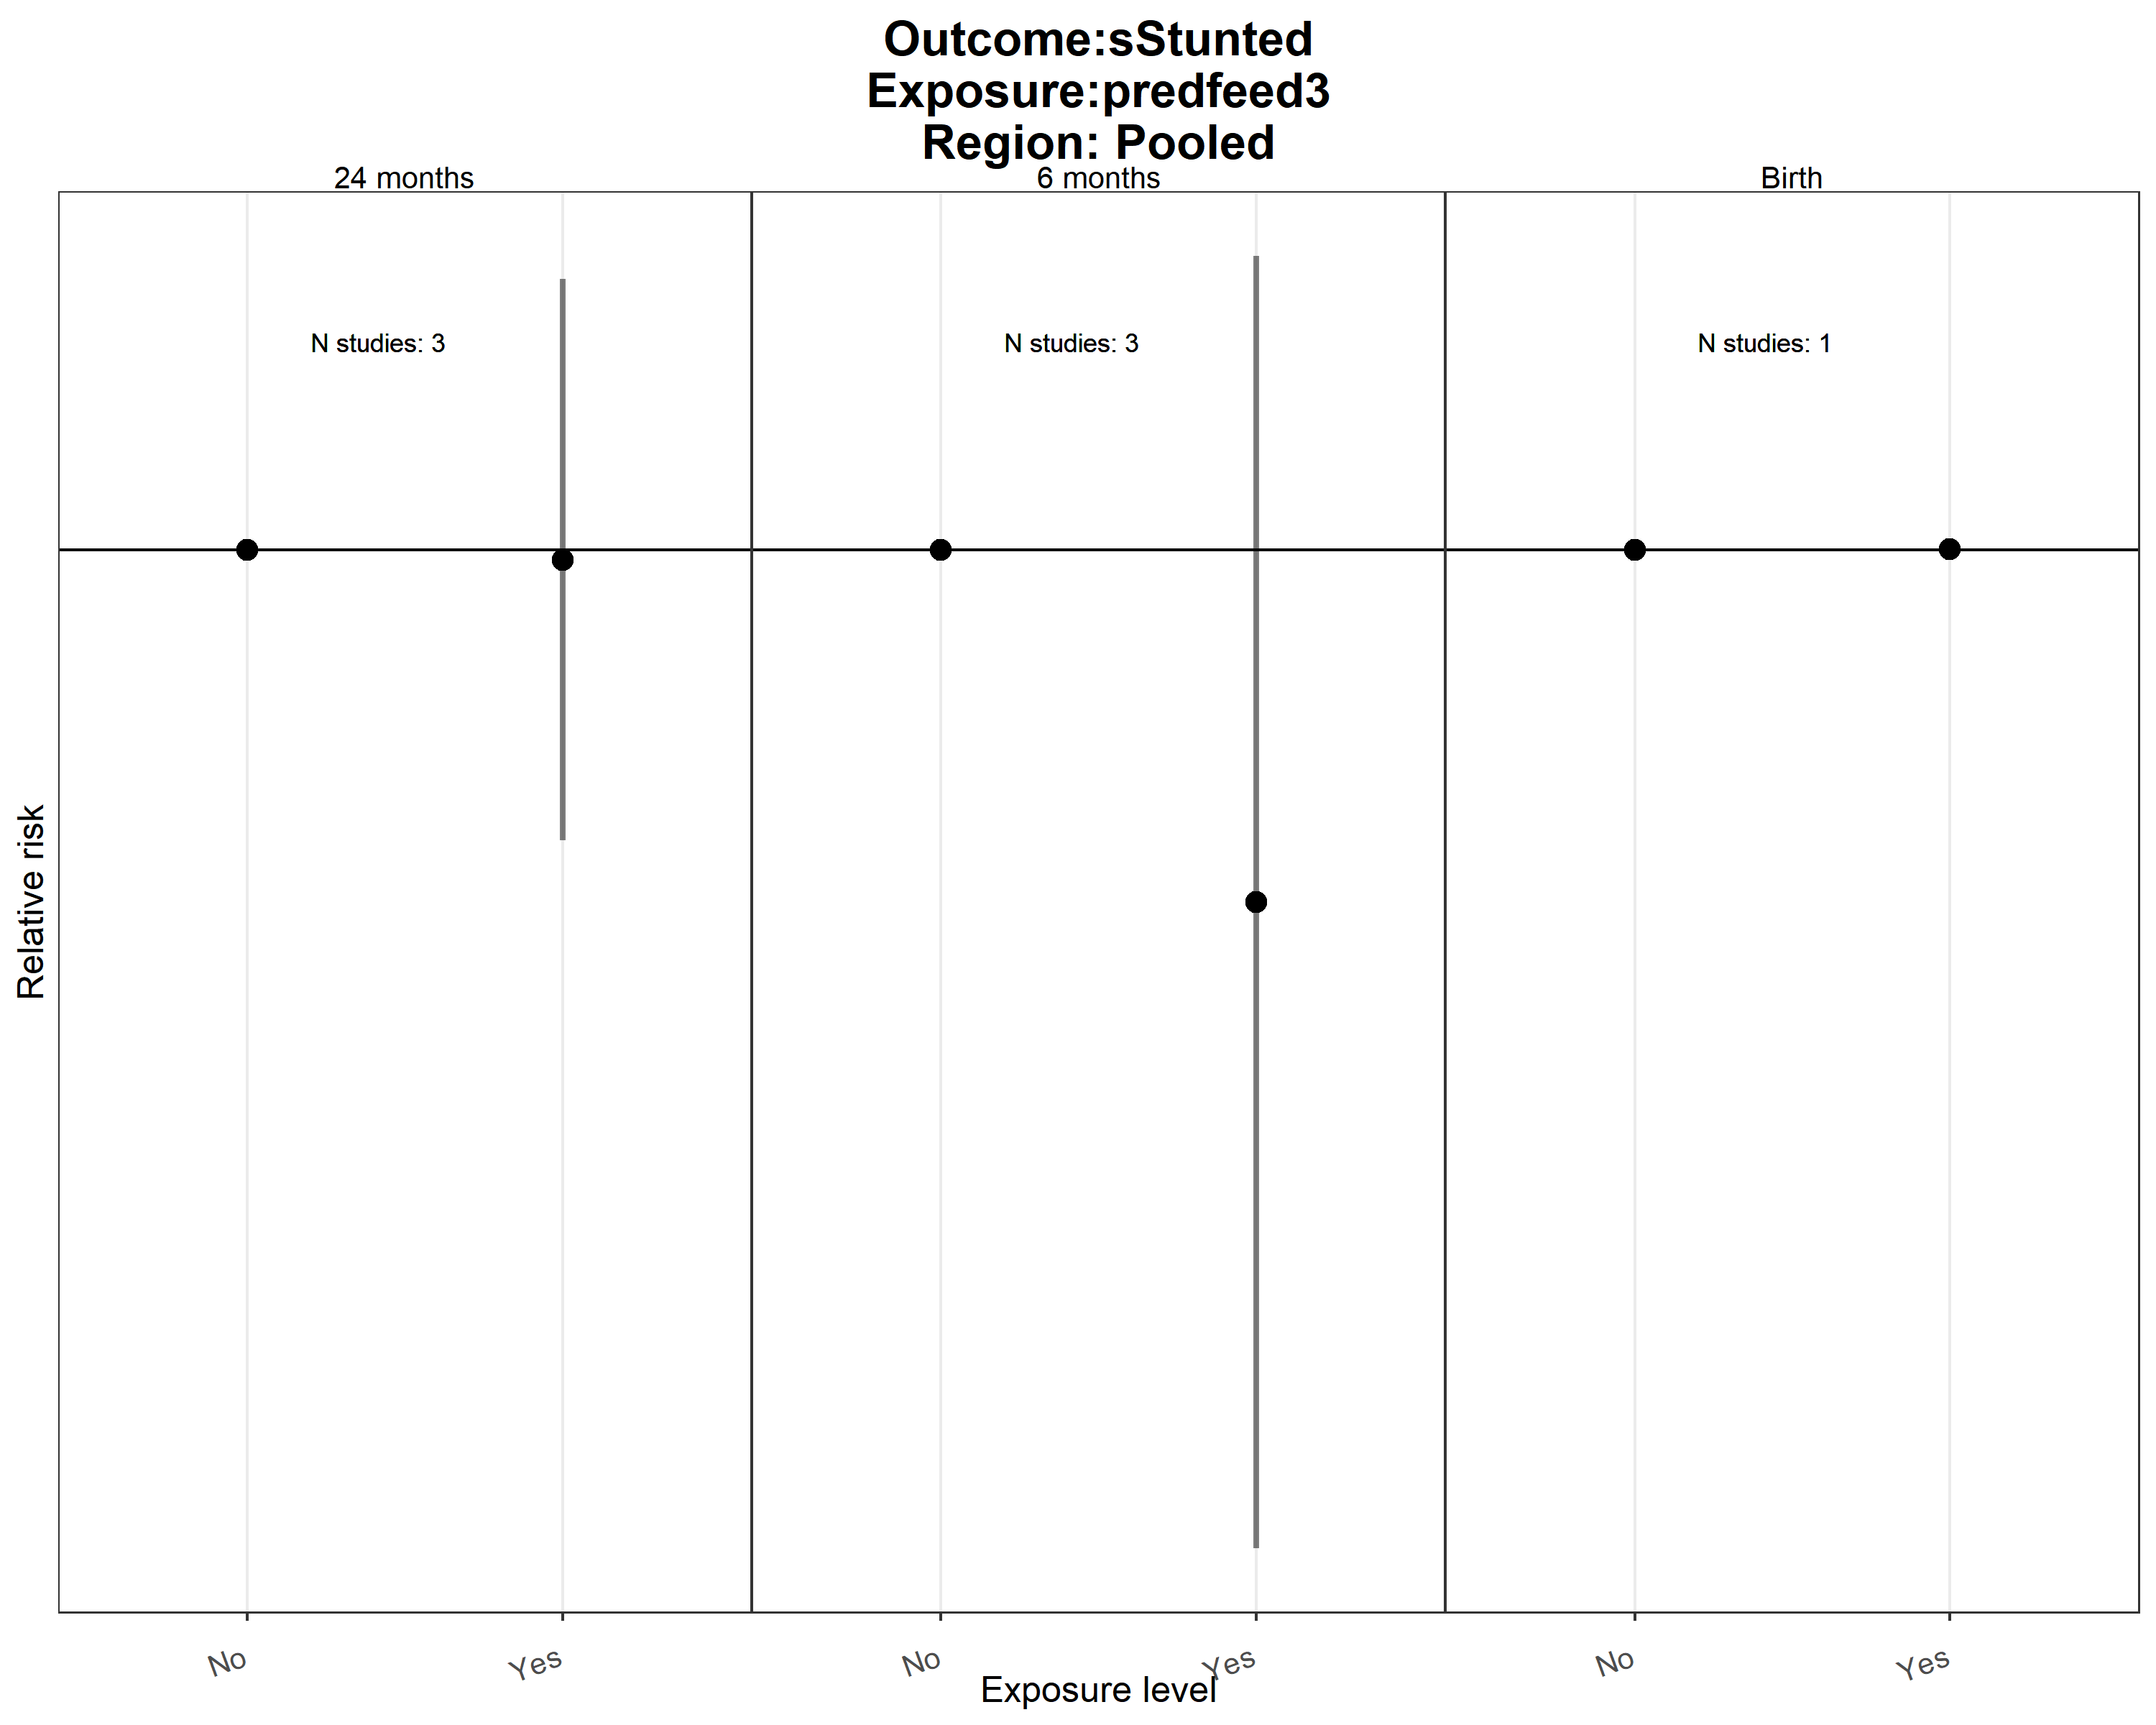 Outcome:sStunted
Exposure:predfeed3
Region: Pooled
24 months
6 months
Birth
N studies: 3
N studies: 3
N studies: 1
Relative risk
No
Yes
No
Yes
No
Yes
Exposure level